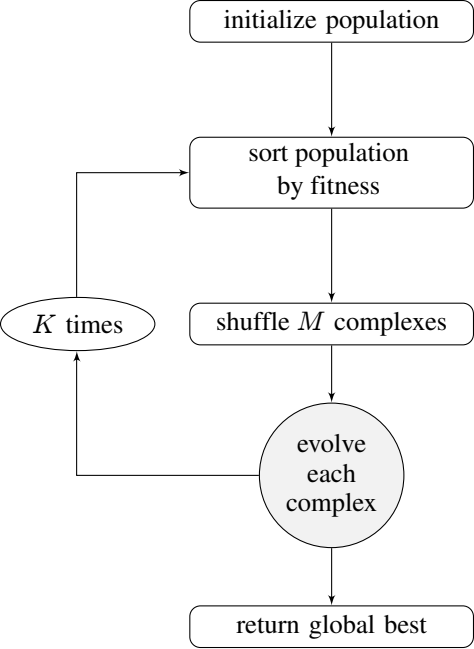 initialize population
sort population
by fitness
K times
shuffle M complexes
evolve
each
complex
return global best